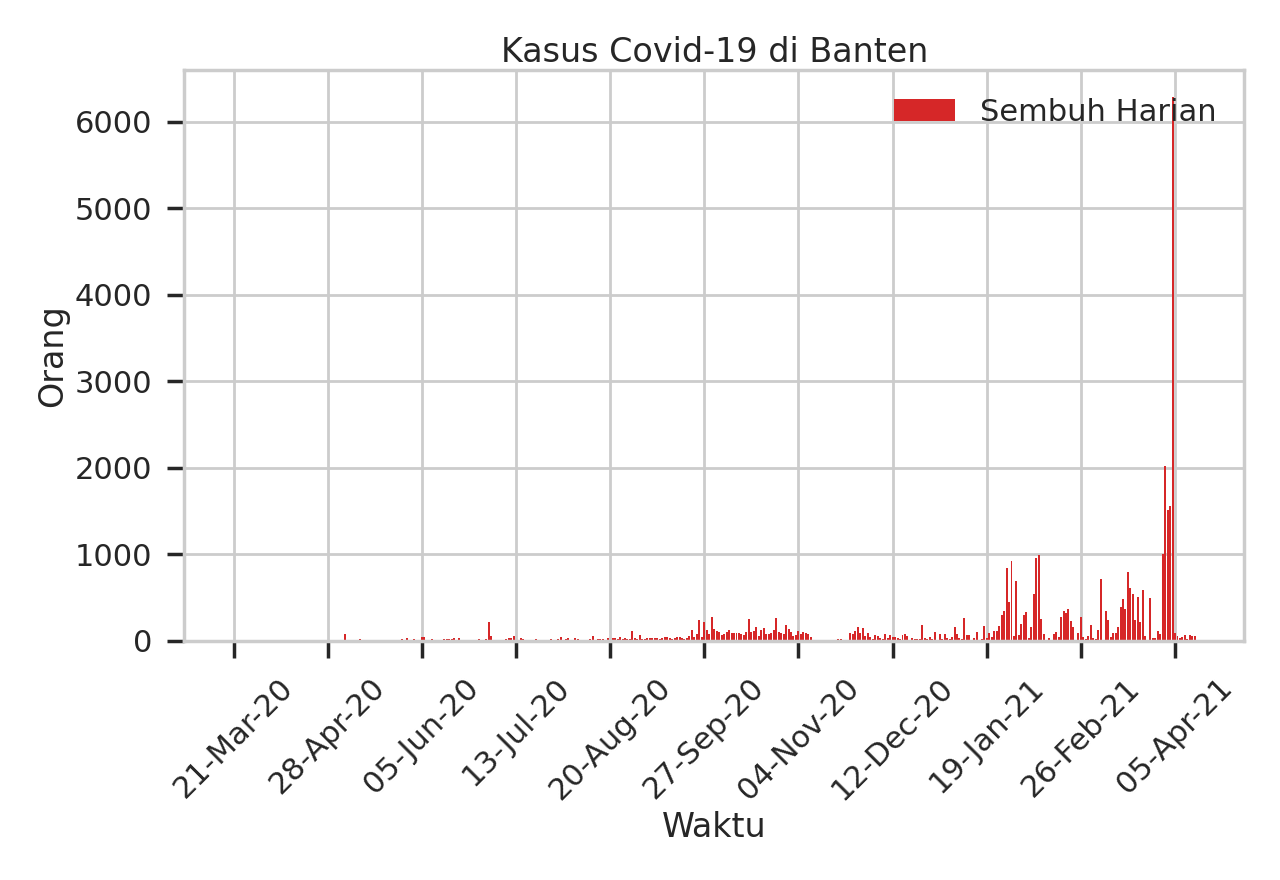 Kasus Covid-19 di Banten
Sembuh Harian
Orang
6000
5000
4000
3000
2000
1000
0
21-Mar-20
28-Apr-20
05-Jun-20
13-Jul-20
20-Aug-20
27-Sep-20
04-Nov-20
12-Dec-20
19-Jan-21
26-Feb-21
05-Apr-21
Waktu